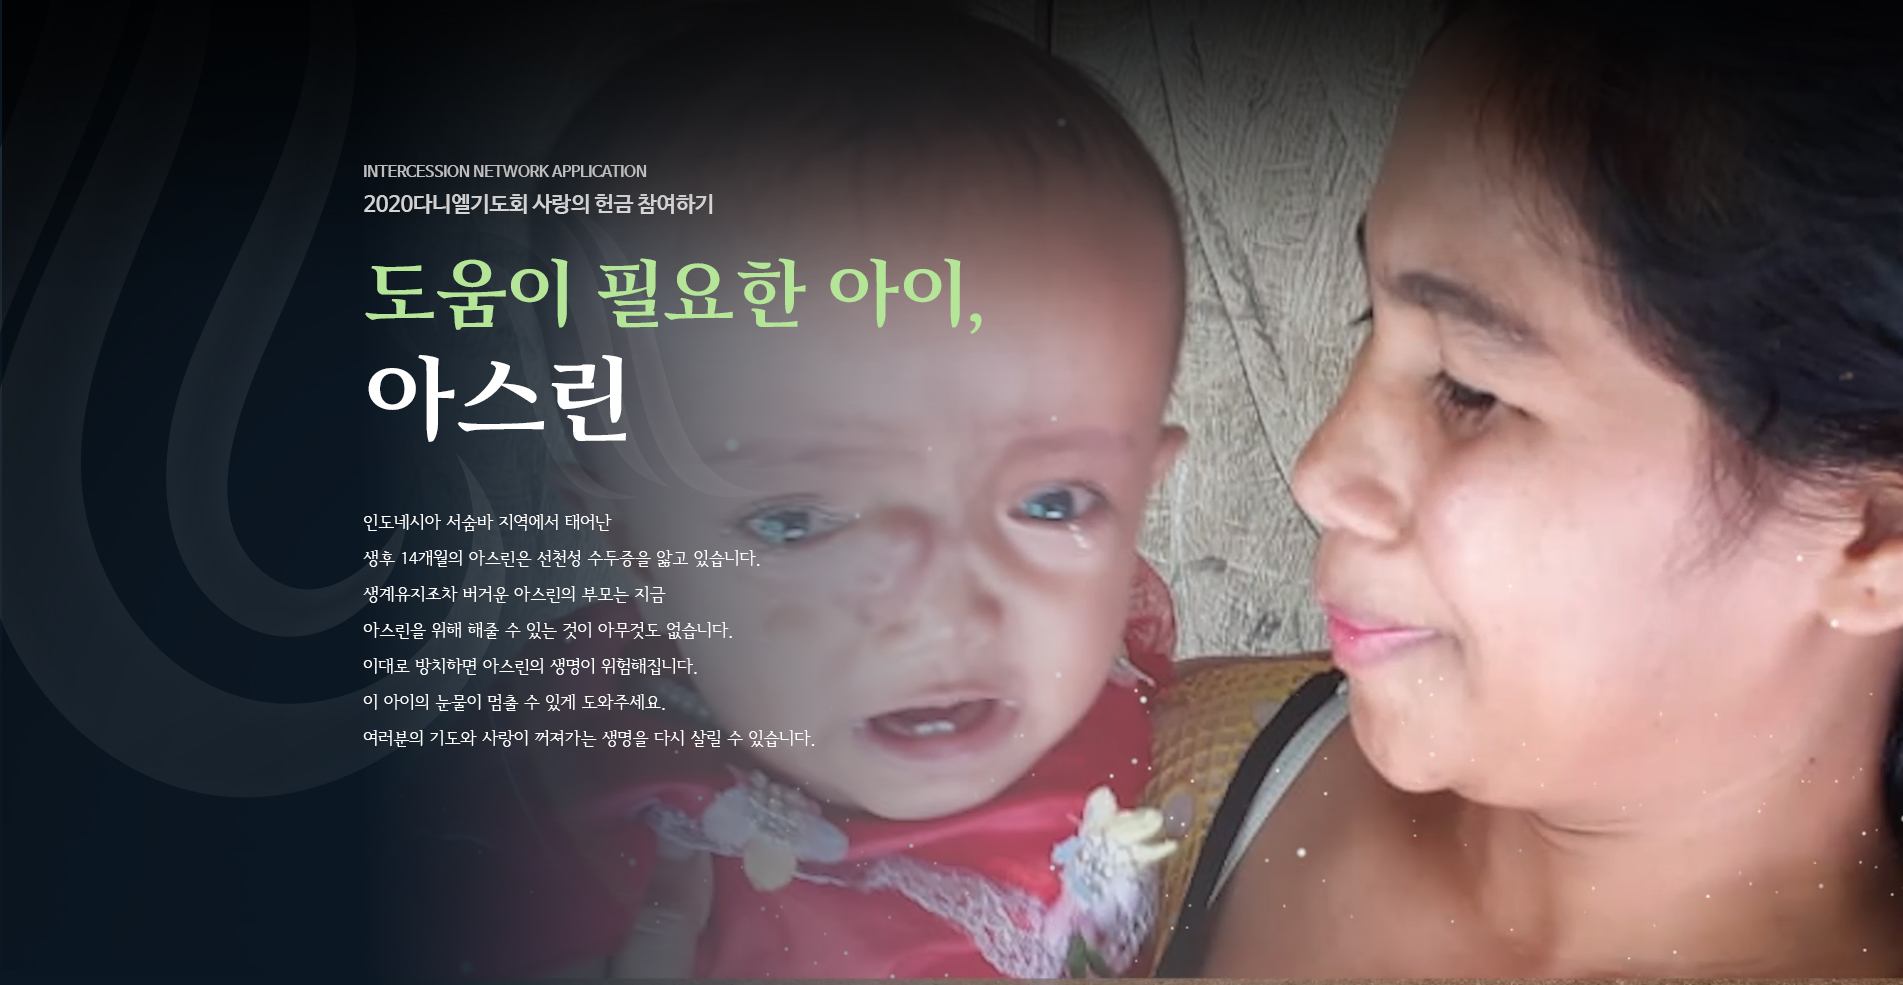 INTERCESSION NETWORK APPLICATION
2020다니엘기도회 사랑의 헌금 참여하기
도움이 필요한 아이,
아스린
인도네시아 서숨바 지역에서 태어난
생후 14개월의 아스린은 선천성 수두증을 앓고 있습니다.
생계유지조차 버거운 아스린의 부모는 지금
아스린을 위해 해줄 수 있는 것이 아무것도 없습니다.
이대로 방치하면 아스린의 생명이 위험해집니다.
이 아이의 눈물이 멈출 수 있게 도와주세요.
여러분의 기도와 사랑이 꺼져가는 생명을 다시 살릴 수 있습니다.